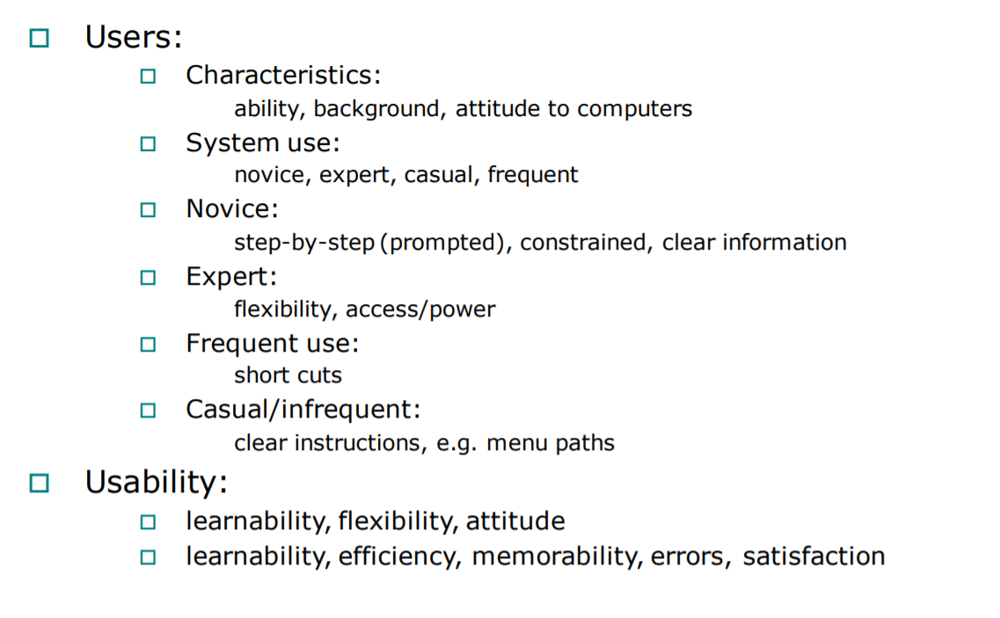 Users:
Characteristics:
ability, background, attitude to computers
System use:
novice, expert, casual, frequent
Novice:
step-by-step (prompted), constrained, clear information
Expert:
flexibility, access/power
Frequent use:
short cuts
Casual/infrequent:
clear instructions, e.g. menu paths
Usability:
learnability, flexibility, attitude
learnability, efficiency, memorability, errors, satisfaction